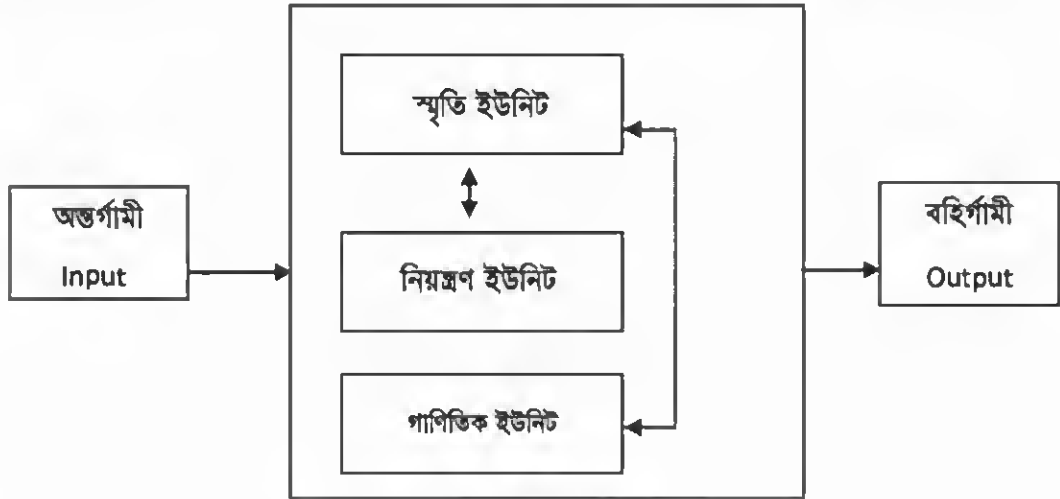 স্মৃতি ইউনিট
অন্তর্গামী
Input
নিয়ন্ত্রণ ইউনিট
গাণিতিক ইউনিট
বহির্গামী
Output